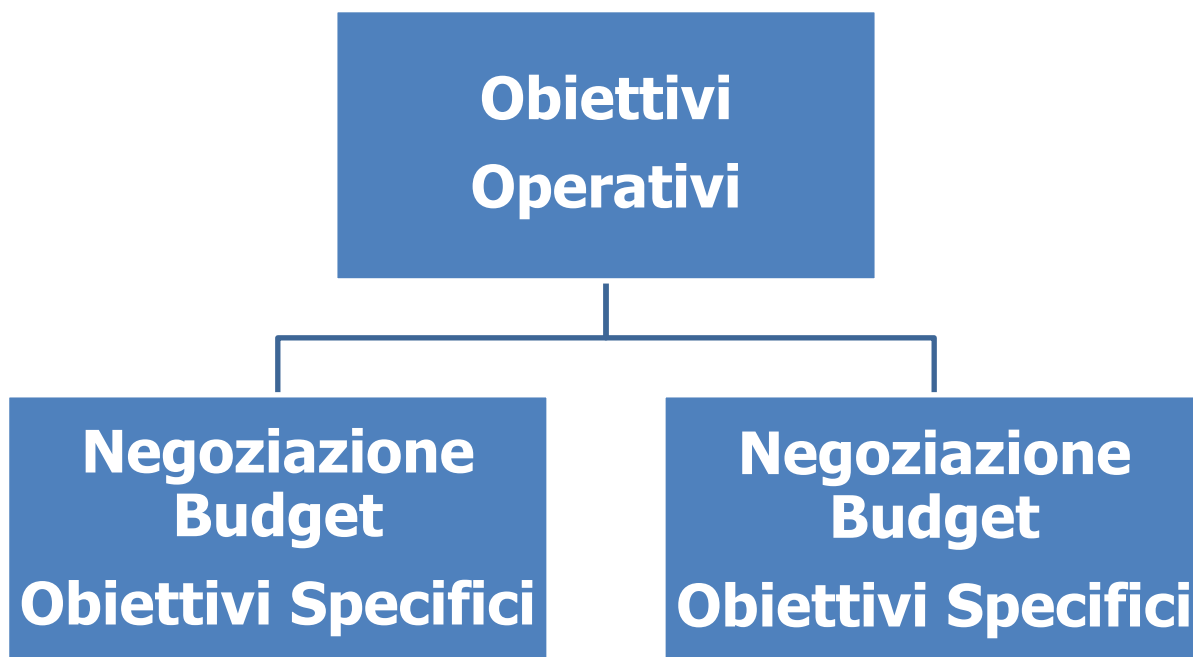 Obiettivi
Operativi
Negoziazione
Budget
Obiettivi Specifici
Negoziazione
Budget
Obiettivi Specifici